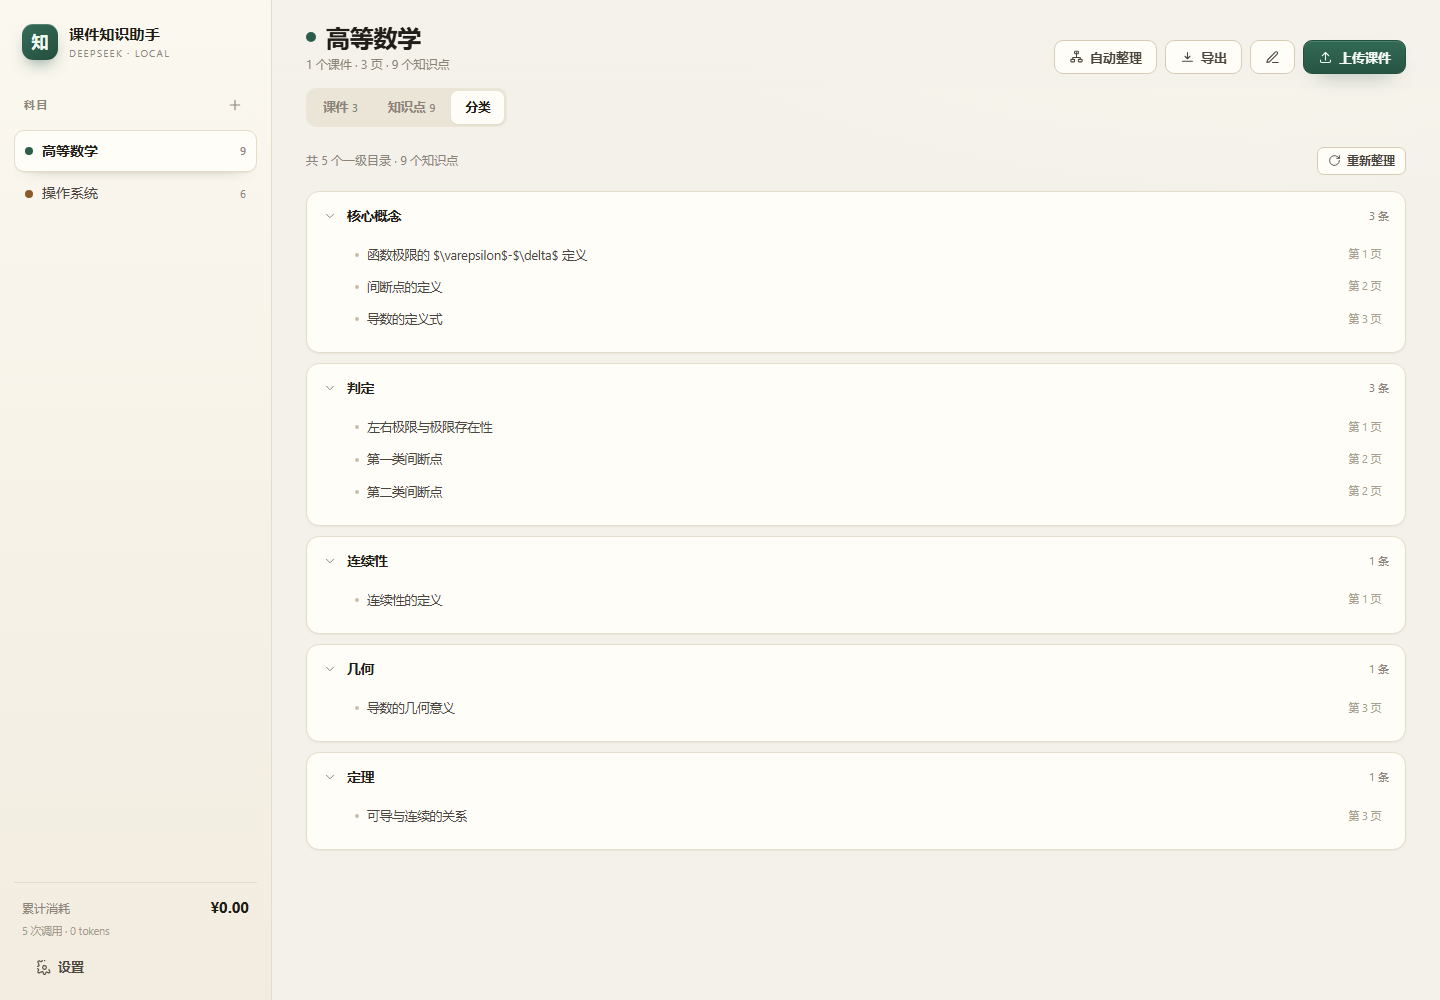 知
课件知识助手
DEEPSEEK · LOCAL
科目
高等数学 9
操作系统 6
累计消耗 ¥0.00
5 次调用 · 0 tokens
设置
高等数学
1 个课件 · 3 页 · 9 个知识点
自动整理 导出 上传课件
课件 3 知识点 9 分类
共 5 个一级目录 · 9 个知识点 重新整理
核心概念 3 条
函数极限的 $\varepsilon$-$\delta$ 定义 第 1 页
间断点的定义 第 2 页
导数的定义式 第 3 页
判定 3 条
左右极限与极限存在性 第 1 页
第一类间断点 第 2 页
第二类间断点 第 2 页
连续性 1 条
连续性的定义 第 1 页
几何 1 条
导数的几何意义 第 3 页
定理 1 条
可导与连续的关系 第 3 页